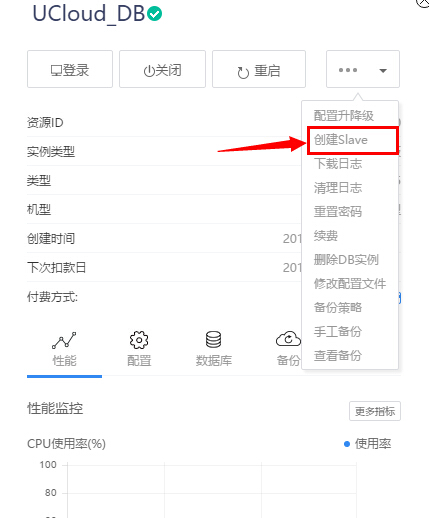 UCloud_DB
登录 关闭 重启 •••
资源ID
实例类型
类型
机型
创建时间 201
下次扣款日 201
付费方式:
配置升降级
创建Slave
下载日志
清理日志
重置密码
续费
删除DB实例
修改配置文件
备份策略
手工备份
查看备份
性能 配置 数据库 备份
性能监控 更多指标
CPU使用率(%) 使用率
100
80
60